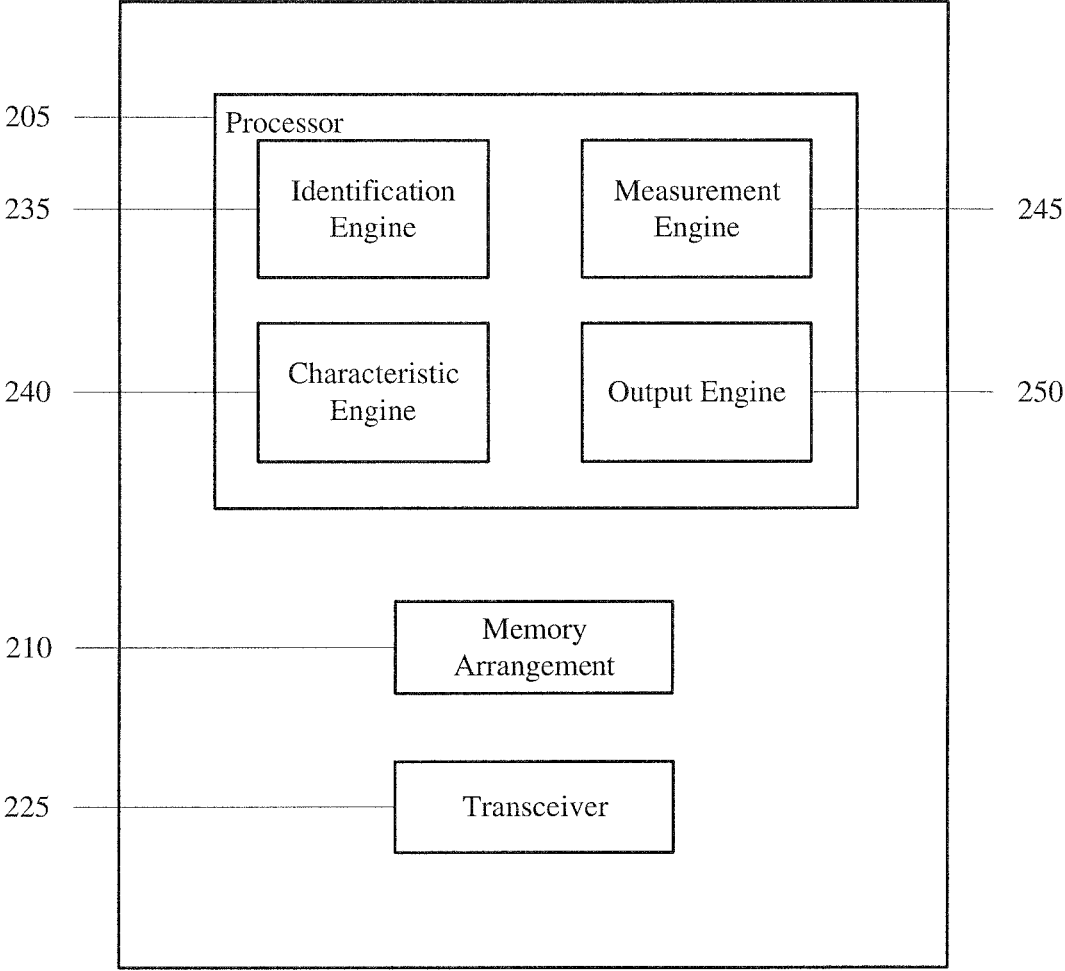 205
Processor
235
Identification
Engine
Measurement
Engine
245
240
Characteristic
Engine
Output Engine
250
210
Memory
Arrangement
225
Transceiver